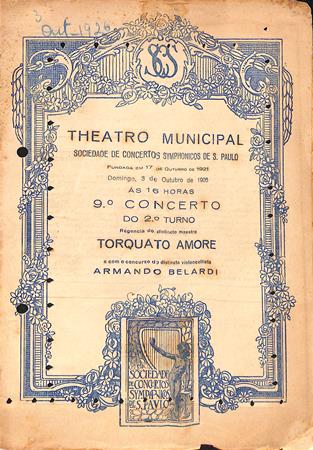 3
Out-1926
SCS
THEATRO MUNICIPAL
SOCIEDADE DE CONCERTOS SYMPHONICOS DE S. PAULO
FUNDADA EM 17 DE OUTUBRO DE 1921
Domingo, 3 de Outubro de 1926
ÁS 16 HORAS
9.º CONCERTO
DO 2.º TURNO
Regencia do distincto maestro
TORQUATO AMORE
e com o concurso do distincto violoncellista
ARMANDO BELARDI
SOCIEDADE
DE CONCERTOS
SYMPHONICOS
DE S. PAVLO